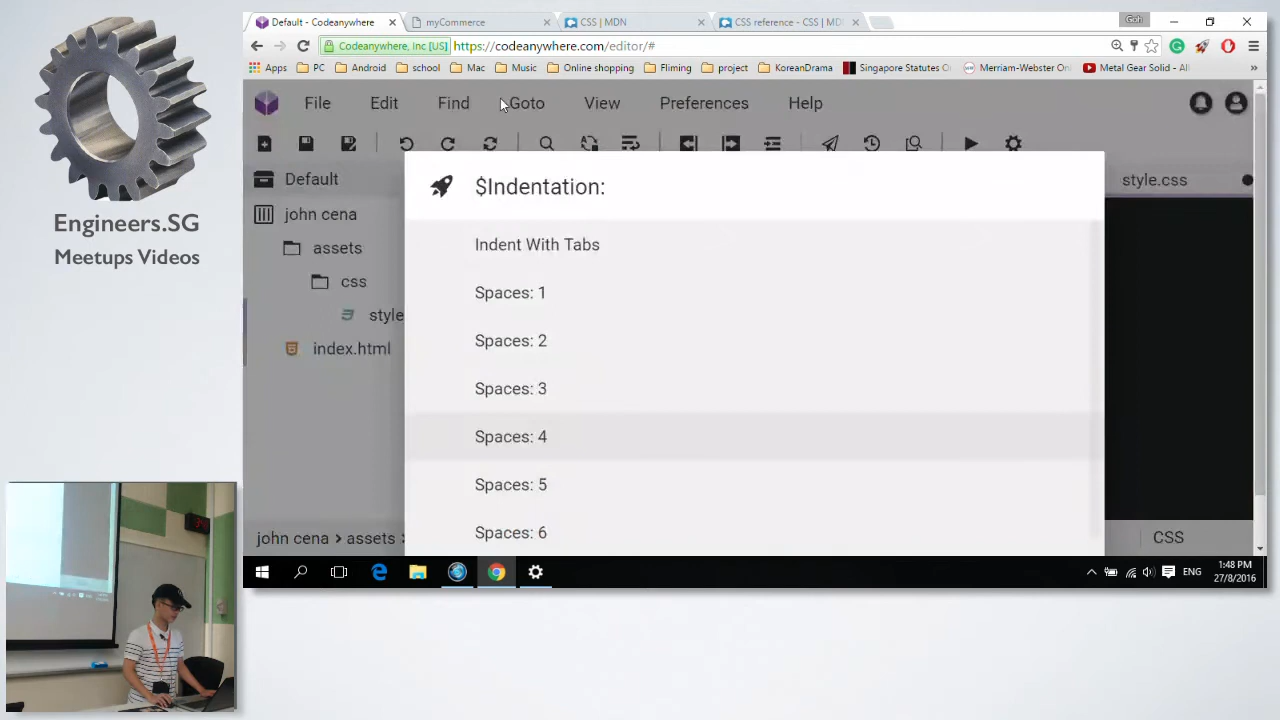 Engineers.SG
Meetups Videos
Default - Codeanywhere
myCommerce
CSS | MDN
CSS reference - CSS | MD
Goh
Codeanywhere, Inc [US]
https://codeanywhere.com/editor/#
Apps
PC
Android
school
Mac
Music
Online shopping
Fliming
project
KoreanDrama
Singapore Statutes O
Merriam-Webster On
Metal Gear Solid - Al
»
File
Edit
Find
Goto
View
Preferences
Help
Default
john cena
assets
css
style
index.html
$Indentation:
Indent With Tabs
Spaces: 1
Spaces: 2
Spaces: 3
Spaces: 4
Spaces: 5
Spaces: 6
style.css
john cena > assets >
CSS
ENG
1:48 PM
27/8/2016